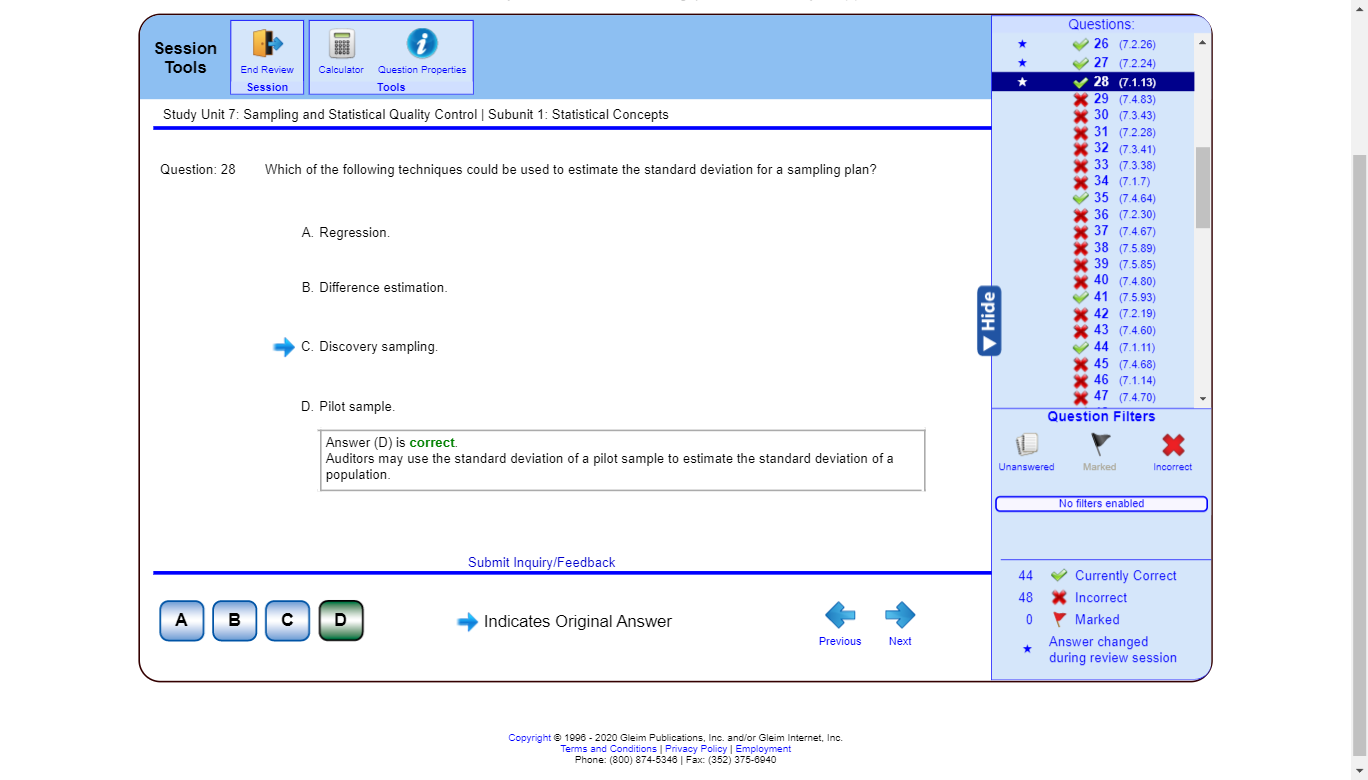 Session
Tools
End Review
Session
Calculator
Question Properties
Tools
Study Unit 7: Sampling and Statistical Quality Control | Subunit 1: Statistical Concepts
Question: 28 Which of the following techniques could be used to estimate the standard deviation for a sampling plan?
A. Regression.
B. Difference estimation.
C. Discovery sampling.
D. Pilot sample.
Answer (D) is correct.
Auditors may use the standard deviation of a pilot sample to estimate the standard deviation of a
population.
Submit Inquiry/Feedback
A B C D
Indicates Original Answer
Previous
Next
Hide
Questions:
26 (7.2.26)
27 (7.2.24)
28 (7.1.13)
29 (7.4.83)
30 (7.3.43)
31 (7.2.28)
32 (7.3.41)
33 (7.3.38)
34 (7.1.7)
35 (7.4.64)
36 (7.2.30)
37 (7.4.67)
38 (7.5.89)
39 (7.5.85)
40 (7.4.80)
41 (7.5.93)
42 (7.2.19)
43 (7.4.60)
44 (7.1.11)
45 (7.4.68)
46 (7.1.14)
47 (7.4.70)
Question Filters
Unanswered
Marked
Incorrect
No filters enabled
44 Currently Correct
48 Incorrect
0 Marked
Answer changed
during review session
Copyright © 1996 - 2020 Gleim Publications, Inc. and/or Gleim Internet, Inc.
Terms and Conditions | Privacy Policy | Employment
Phone: (800) 874-5346 | Fax: (352) 375-6940